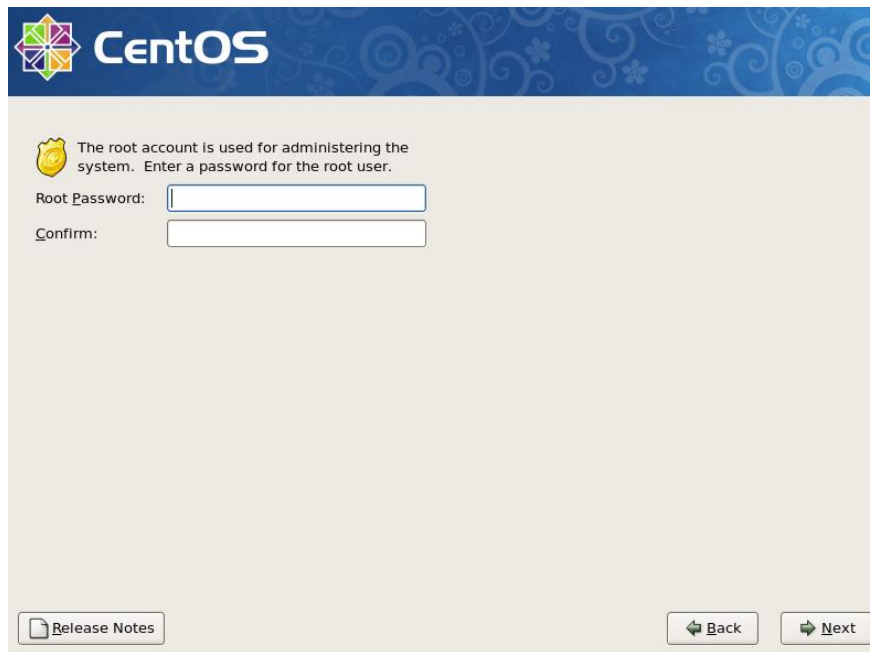 CentOS
The root account is used for administering the
system. Enter a password for the root user.
Root Password:
Confirm:
Release Notes
Back
Next